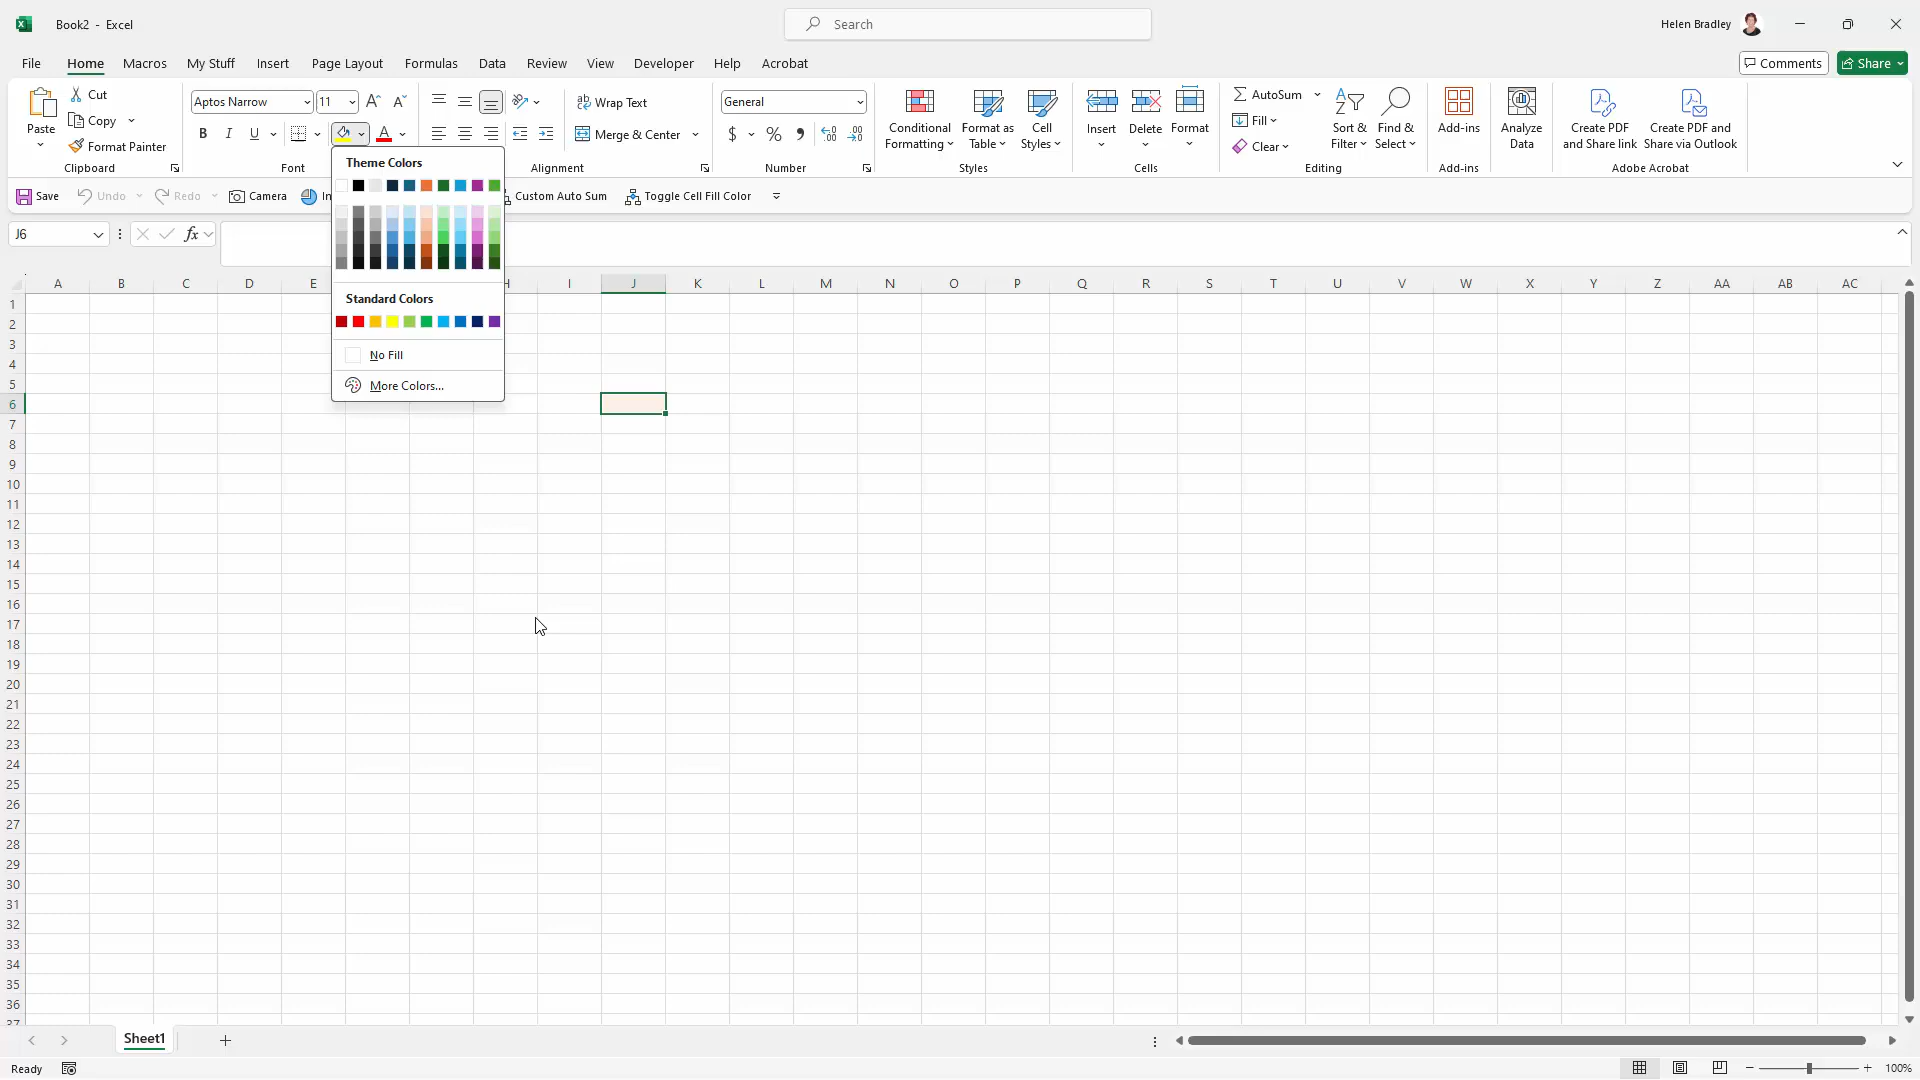 Book2 - Excel
Search
Helen Bradley
File Home Macros My Stuff Insert Page Layout Formulas Data Review View Developer Help Acrobat
Comments Share
Paste
Cut
Copy
Format Painter
Clipboard
Aptos Narrow 11
B I U
Font
Wrap Text
Merge & Center
Alignment
General
$ % ,
Number
Conditional Formatting
Format as Table
Cell Styles
Styles
Insert
Delete
Format
Cells
AutoSum
Fill
Clear
Sort & Filter
Find & Select
Editing
Add-ins
Add-ins
Analyze Data
Create PDF and Share link
Create PDF and Share via Outlook
Adobe Acrobat
Save Undo Redo Camera In Custom Auto Sum Toggle Cell Fill Color
J6 fx
Theme Colors
Standard Colors
No Fill
More Colors...
A B C D E H I J K L M N O P Q R S T U V W X Y Z AA AB AC
1
2
3
4
5
6
7
8
9
10
11
12
13
14
15
16
17
18
19
20
21
22
23
24
25
26
27
28
29
30
31
32
33
34
35
36
37
Sheet1
Ready
100%